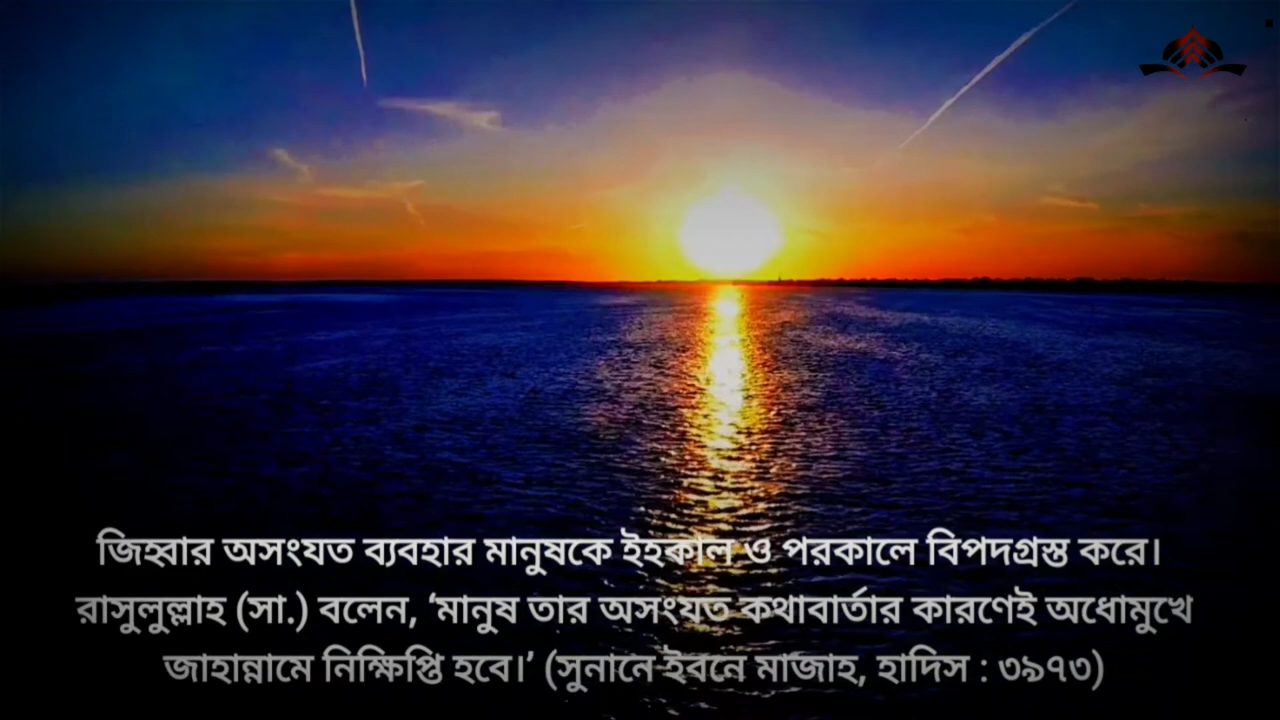 জিহ্বার অসংযত ব্যবহার মানুষকে ইহকাল ও পরকালে বিপদগ্রস্ত করে।
রাসুলুল্লাহ (সা.) বলেন, ‘মানুষ তার অসংযত কথাবার্তার কারণেই অধোমুখে
জাহান্নামে নিক্ষিপ্তি হবে।’ (সুনানে ইবনে মাজাহ, হাদিস : ৩৯৭৩)